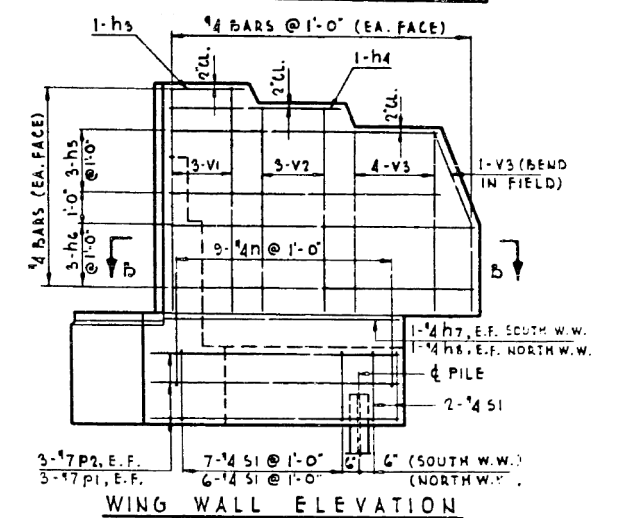 #4 BARS @ 1'-0" (EA. FACE)
1-h3
1-h4
2"CL.
2"CL.
2"CL.
#4 BARS (EA. FACE)
3-h5 @ 1'-0"
1'-0"
3-h6 @ 1'-0"
3-V1
3-V2
4-V3
1-V3 (BEND
IN FIELD)
9-#4n @ 1'-0"
B
B
1-#4 h7, E.F. SOUTH W.W.
1-#4 h8, E.F. NORTH W.W.
℄ PILE
2-#4 S1
3-#7 P2, E.F.
3-#7 P1, E.F.
7-#4 S1 @ 1'-0"
6-#4 S1 @ 1'-0"
6"
6"
(SOUTH W.W.)
(NORTH W.W.
WING WALL ELEVATION